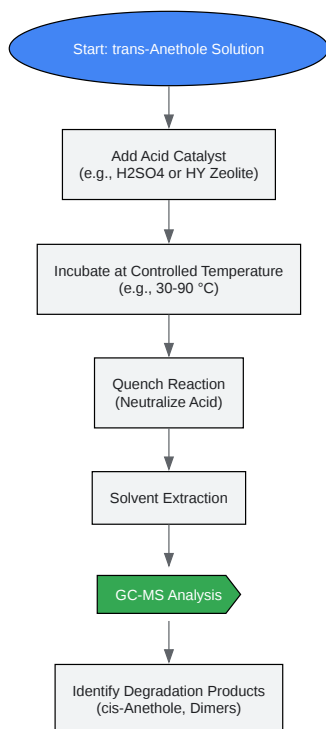 Start: trans-Anethole Solution
Add Acid Catalyst
(e.g., H2SO4 or HY Zeolite)
Incubate at Controlled Temperature
(e.g., 30-90 °C)
Quench Reaction
(Neutralize Acid)
Solvent Extraction
GC-MS Analysis
Identify Degradation Products
(cis-Anethole, Dimers)